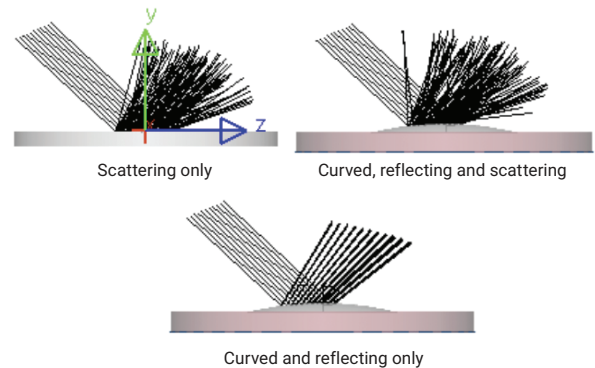 y
z
Scattering only
Curved, reflecting and scattering
Curved and reflecting only